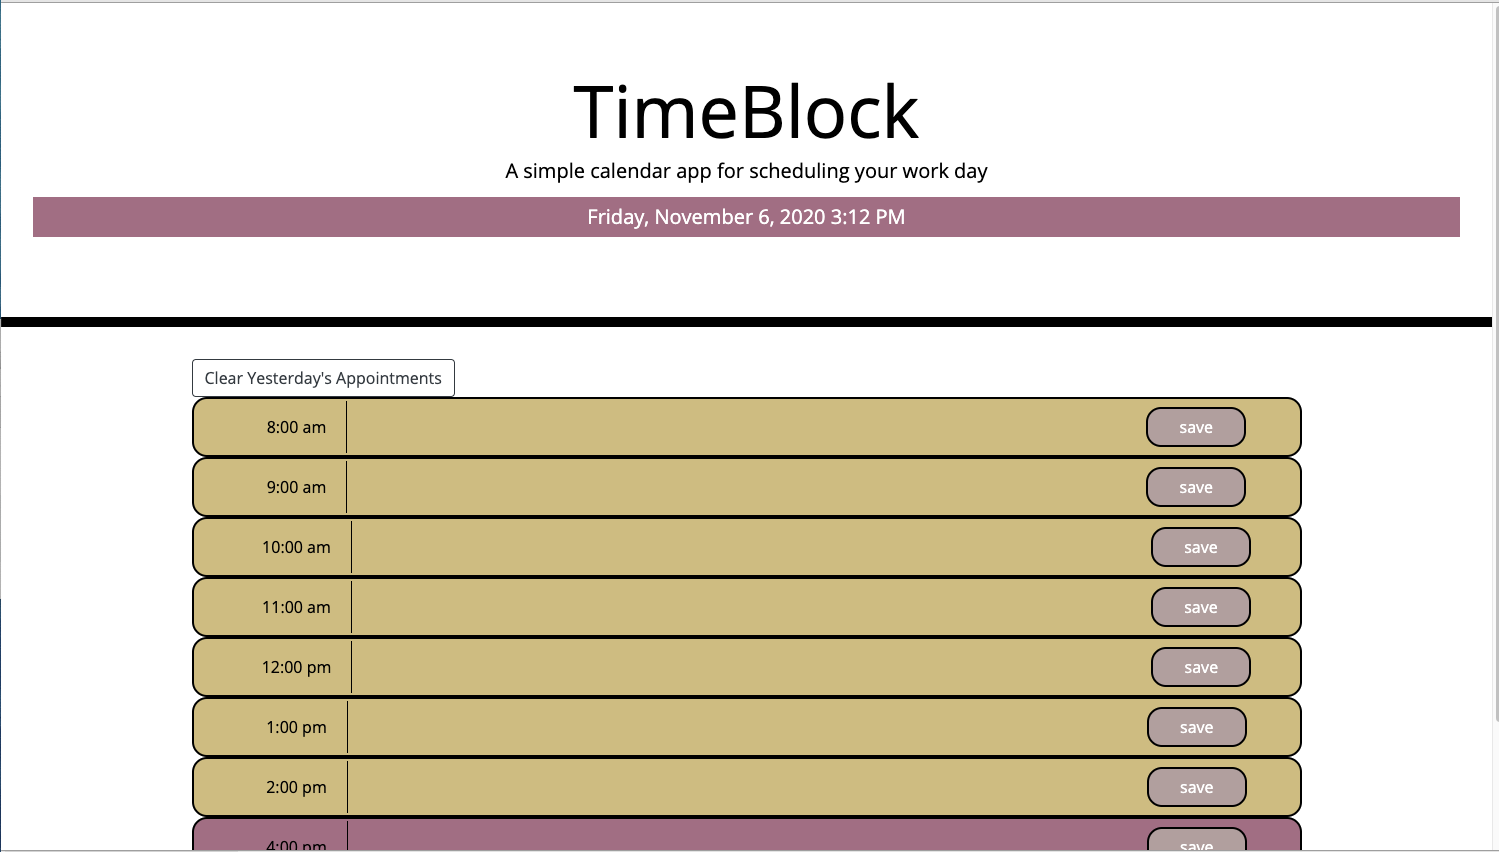 TimeBlock
A simple calendar app for scheduling your work day
Friday, November 6, 2020 3:12 PM
Clear Yesterday's Appointments
8:00 am save
9:00 am save
10:00 am save
11:00 am save
12:00 pm save
1:00 pm save
2:00 pm save
4:00 pm save